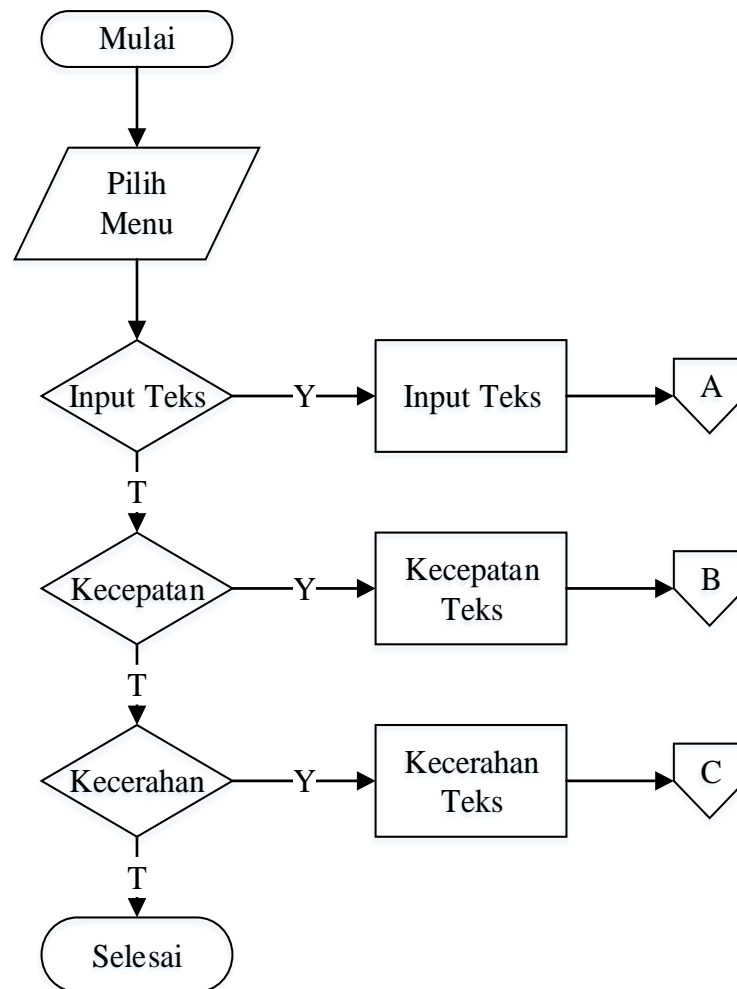 Mulai
Pilih
Menu
Input Teks
Y
Input Teks
A
T
Kecepatan
Y
Kecepatan
Teks
B
T
Kecerahan
Y
Kecerahan
Teks
C
T
Selesai